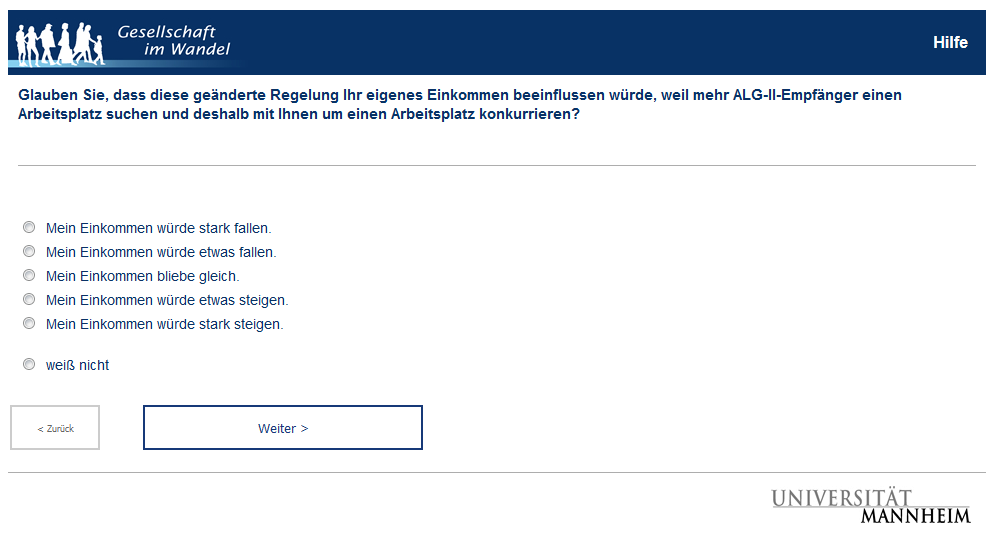 Gesellschaft
im Wandel
Hilfe
Glauben Sie, dass diese geänderte Regelung Ihr eigenes Einkommen beeinflussen würde, weil mehr ALG-II-Empfänger einen
Arbeitsplatz suchen und deshalb mit Ihnen um einen Arbeitsplatz konkurrieren?
Mein Einkommen würde stark fallen.
Mein Einkommen würde etwas fallen.
Mein Einkommen bliebe gleich.
Mein Einkommen würde etwas steigen.
Mein Einkommen würde stark steigen.
weiß nicht
< Zurück
Weiter >
UNIVERSITÄT
MANNHEIM